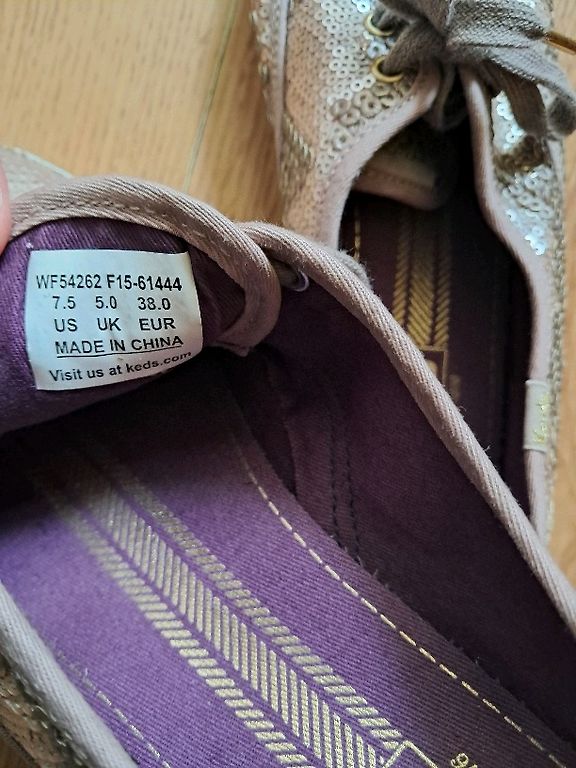 WF54262 F15-61444
7.5 5.0 38.0
US UK EUR
MADE IN CHINA
Visit us at keds.com
Keds